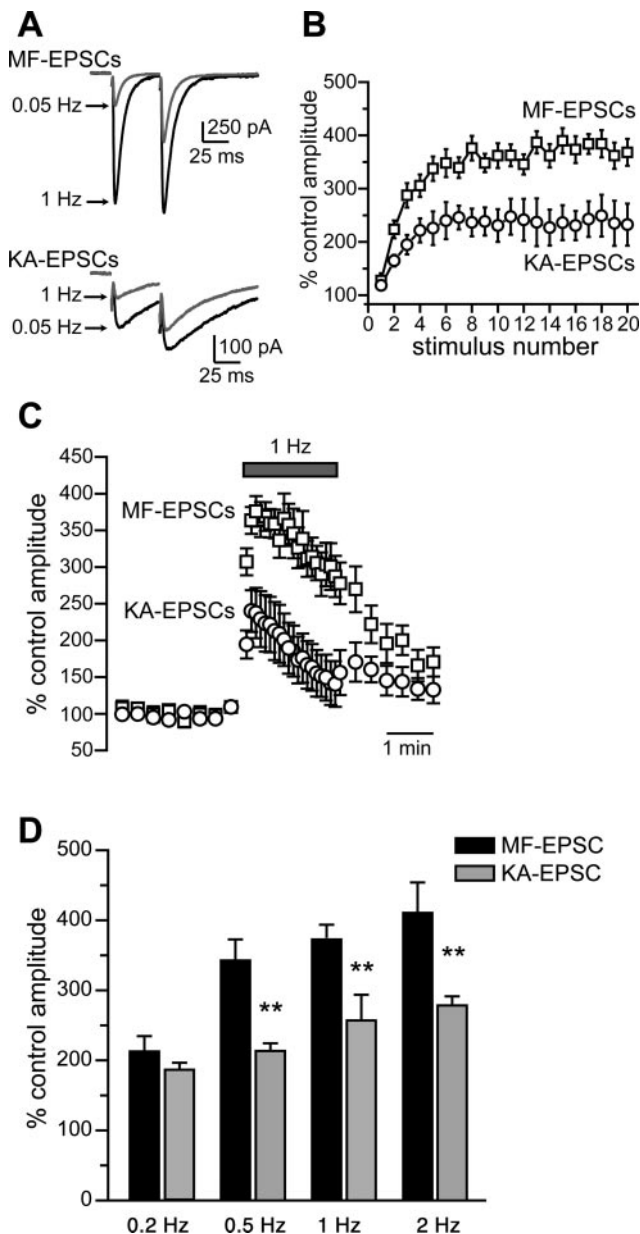 A
MF-EPSCs
0.05 Hz
250 pA
25 ms
1 Hz
KA-EPSCs
1 Hz
0.05 Hz
100 pA
25 ms
B
500
400
300
200
100
% control amplitude
MF-EPSCs
KA-EPSCs
0 2 4 6 8 10 12 14 16 18 20
stimulus number
C
450
400
350
300
250
200
150
100
50
% control amplitude
1 Hz
MF-EPSCs
KA-EPSCs
1 min
D
500
400
300
200
100
0
% control amplitude
MF-EPSC
KA-EPSC
**
**
**
0.2 Hz 0.5 Hz 1 Hz 2 Hz